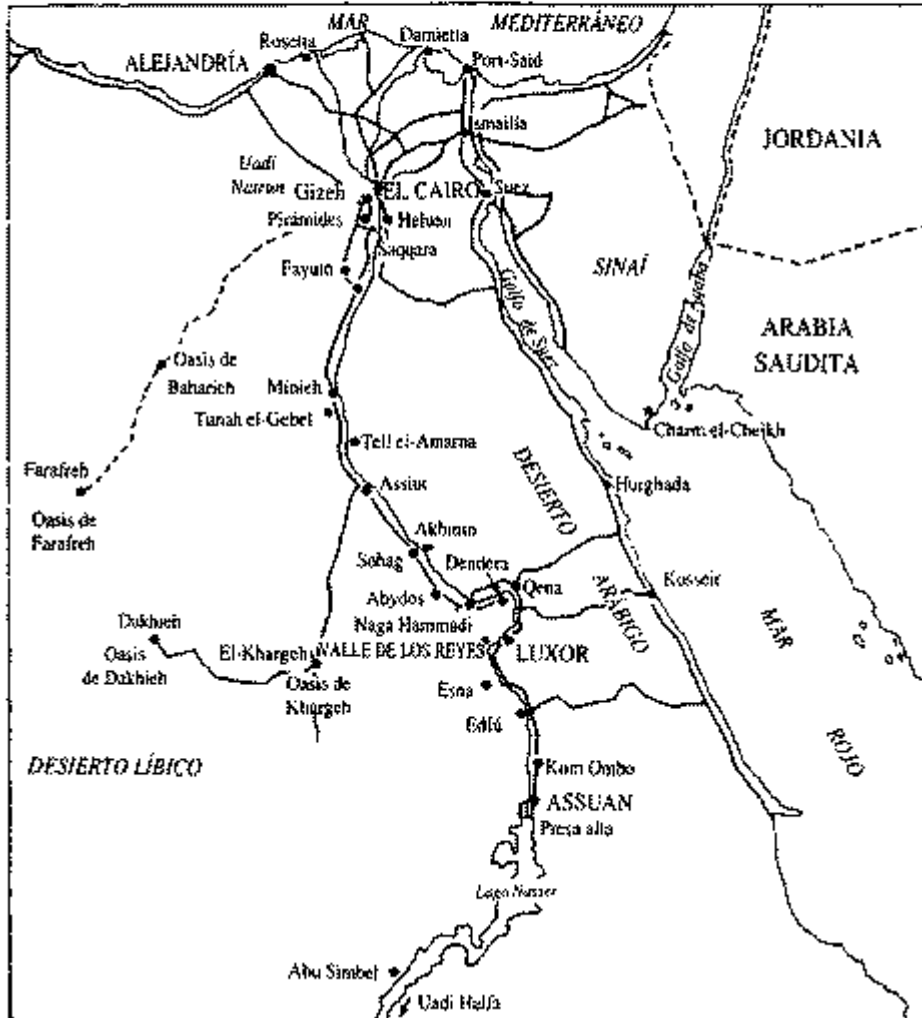 MAR
MEDITERRÁNEO
Rosetta
Damietta
ALEJANDRÍA
Port-Said
Ismailia
JORDANIA
Uadi
Natrun
Gizeh
EL CAIRO
Suez
Pirámides
Heluan
Saqqara
SINAÍ
Fayum
Golfo de Suez
Golfo de Aqaba
ARABIA
SAUDITA
Oasis de
Baharieh
Minieh
Tunah el-Gebel
Charm el-Cheikh
Tell el-Amarna
Farafreh
Assiut
DESIERTO
Hurghada
Oasis de
Farafreh
Akhmin
Sohag
Dendera
Qena
Kosseir
Abydos
ARÁBIGO
MAR
Naga Hammadi
Dakhleh
El-Khargeh
VALLE DE LOS REYES
LUXOR
Oasis
de Dakhleh
Oasis de
Khargeh
Esna
Edfú
ROJO
DESIERTO LÍBICO
Kom Ombo
ASSUAN
Presa alta
Lago Nasser
Abu Simbel
Uadi Halfa